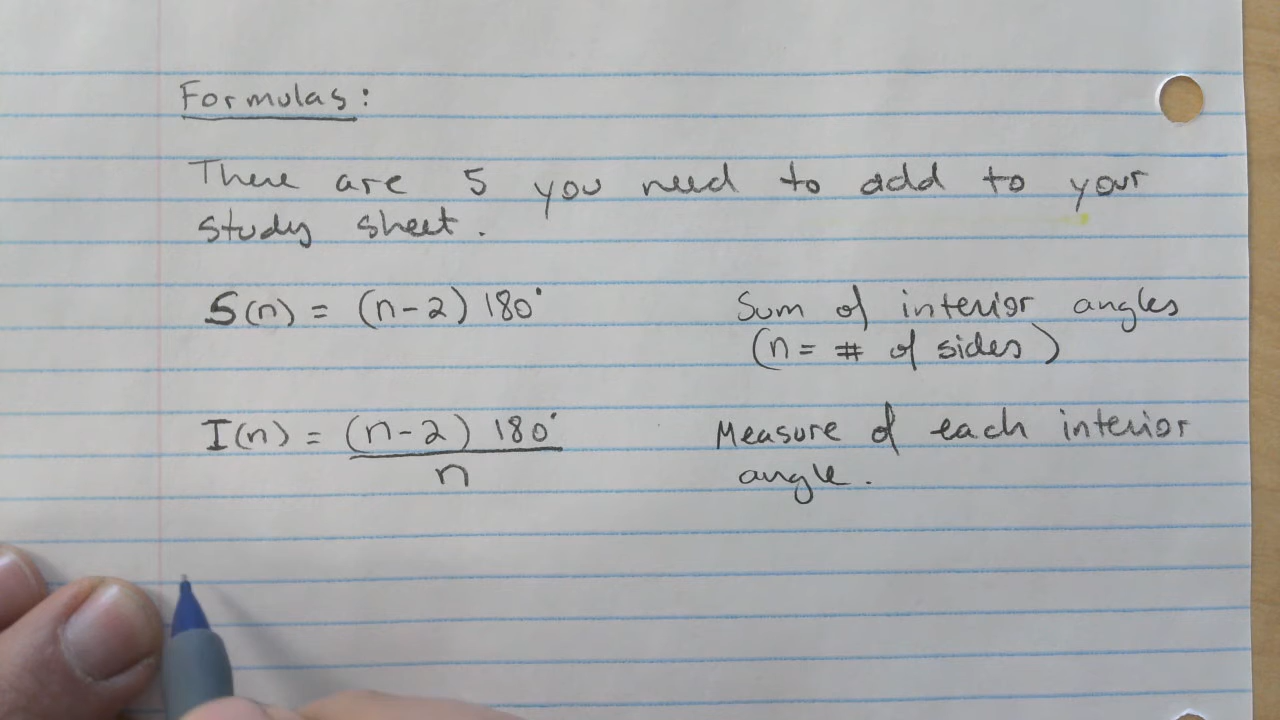 Formulas:
There are 5 you need to add to your
study sheet.
S(n) = (n-2) 180° Sum of interior angles
(n = # of sides)
I(n) = (n-2) 180° Measure of each interior
n angle.